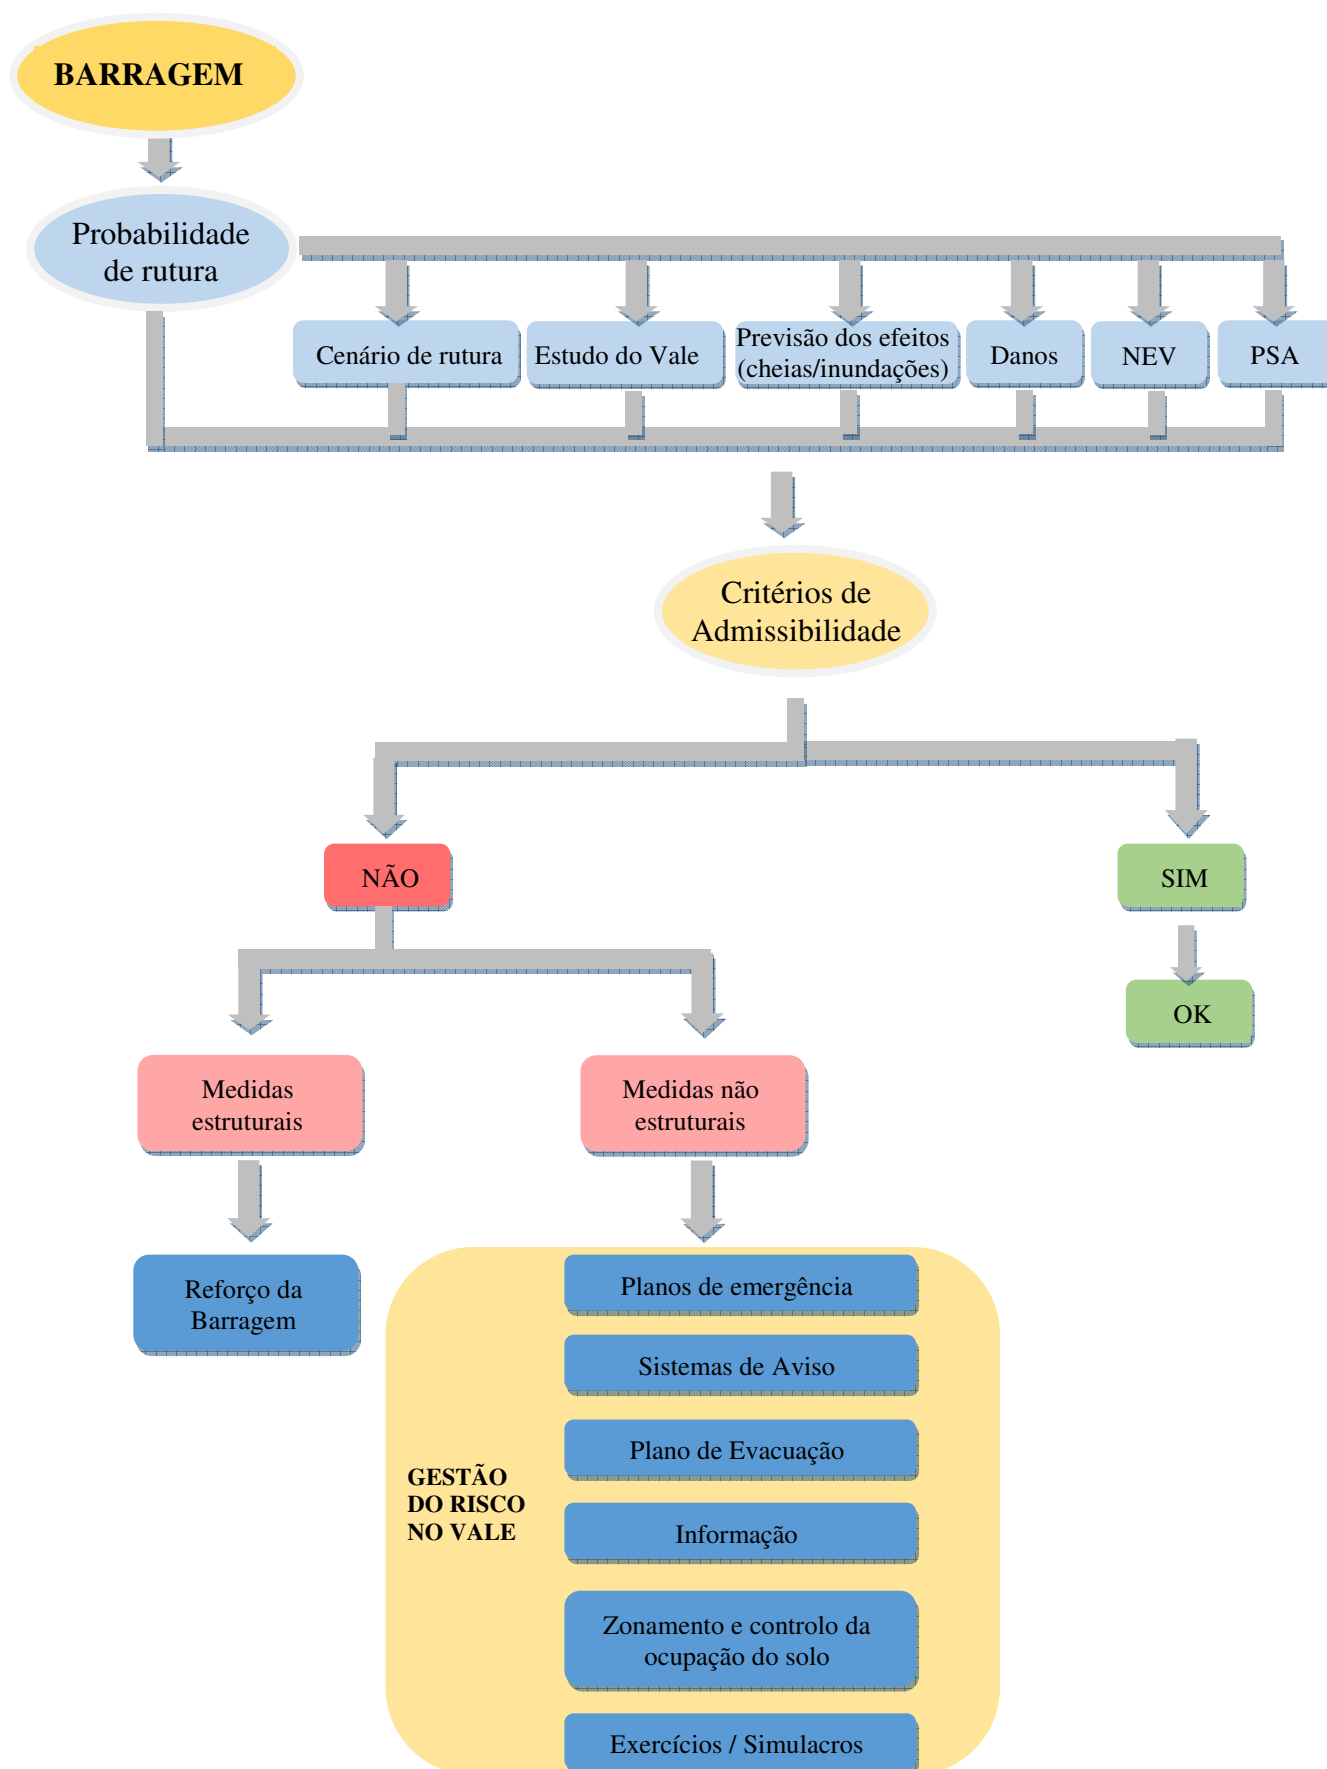 BARRAGEM
Probabilidade
de rutura
Cenário de rutura
Estudo do Vale
Previsão dos efeitos
(cheias/inundações)
Danos
NEV
PSA
Critérios de
Admissibilidade
NÃO
SIM
OK
Medidas
estruturais
Medidas não
estruturais
Reforço da
Barragem
GESTÃO
DO RISCO
NO VALE
Planos de emergência
Sistemas de Aviso
Plano de Evacuação
Informação
Zonamento e controlo da
ocupação do solo
Exercícios / Simulacros